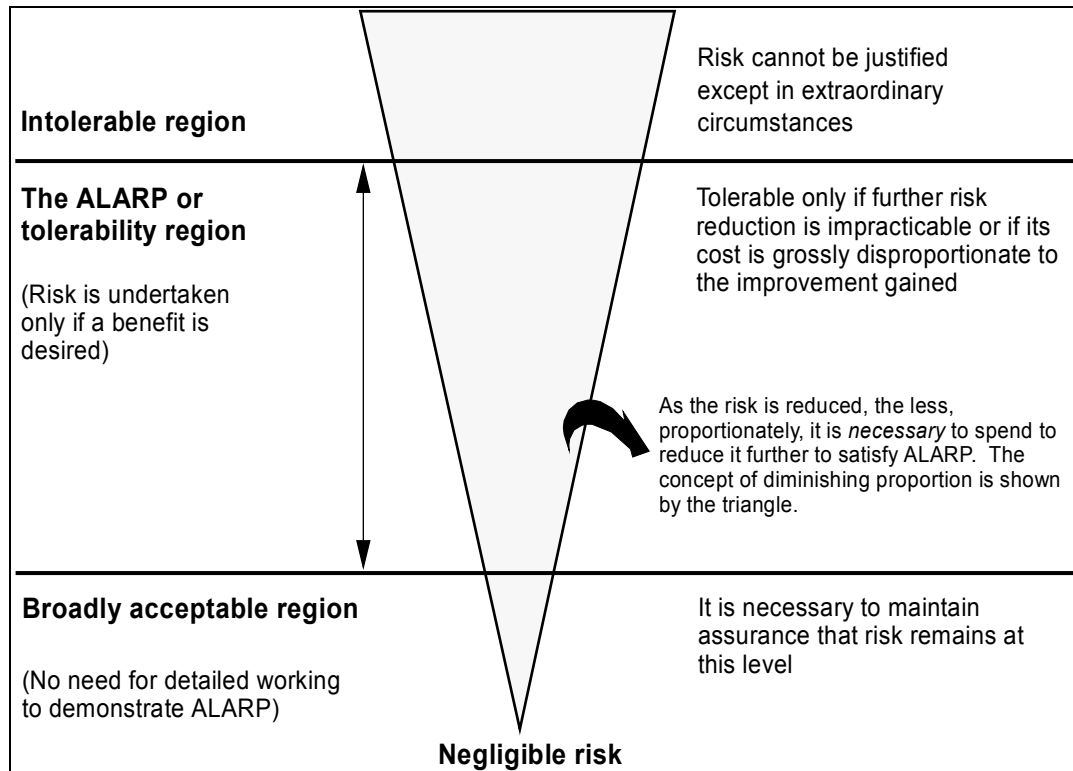 Risk cannot be justified
except in extraordinary
circumstances
Intolerable region
The ALARP or
tolerability region
(Risk is undertaken
only if a benefit is
desired)
Tolerable only if further risk
reduction is impracticable or if its
cost is grossly disproportionate to
the improvement gained
As the risk is reduced, the less,
proportionately, it is necessary to spend to
reduce it further to satisfy ALARP.  The
concept of diminishing proportion is shown
by the triangle.
Broadly acceptable region
(No need for detailed working
to demonstrate ALARP)
It is necessary to maintain
assurance that risk remains at
this level
Negligible risk